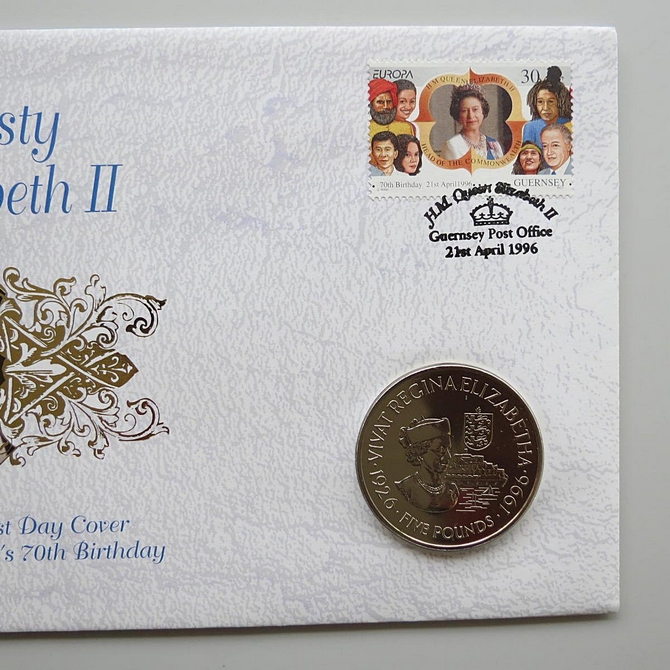 sty
beth II
st Day Cover
's 70th Birthday
EUROPA
30
H.M. QUEEN ELIZABETH II
HEAD OF THE COMMONWEALTH
70th Birthday 21st April 1996
GUERNSEY
H.M. Queen Elizabeth II
Guernsey Post Office
21st April 1996
·VIVAT REGINA ELIZABETHA·
1926
1996
·FIVE POUNDS·